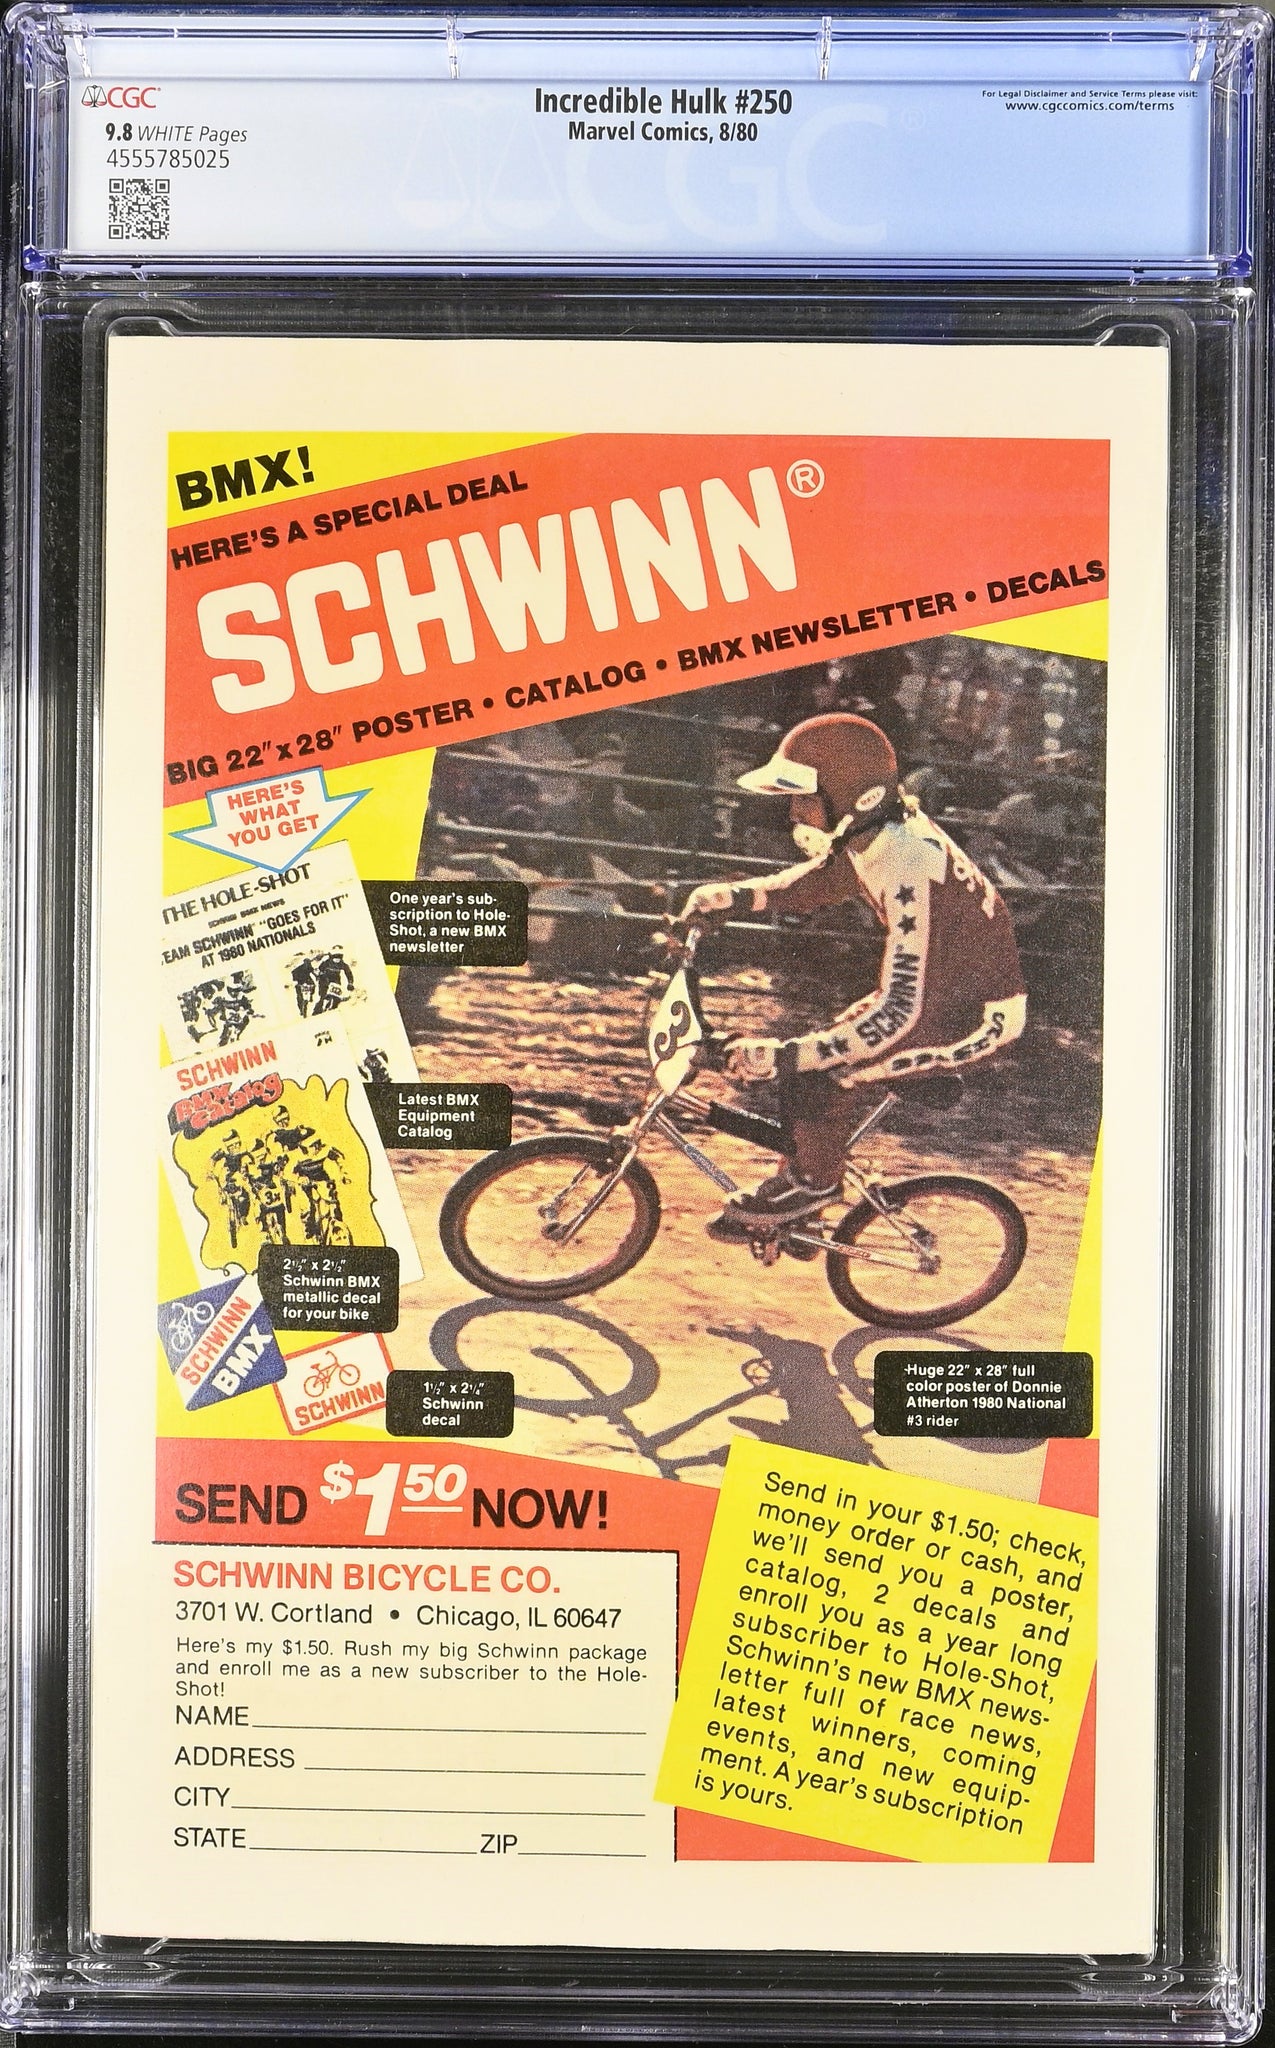 CGC
9.8 WHITE Pages
4555785025
Incredible Hulk #250
Marvel Comics, 8/80
For Legal Disclaimer and Service Terms please visit:
www.cgccomics.com/terms
CGC®
BMX!
HERE'S A SPECIAL DEAL
SCHWINN®
BIG 22" x 28" POSTER • CATALOG • BMX NEWSLETTER • DECALS
HERE'S
WHAT
YOU GET
THE HOLE-SHOT
SCHWINN BMX NEWS
TEAM SCHWINN "GOES FOR IT"
AT 1980 NATIONALS
One year's sub-
scription to Hole-
Shot, a new BMX
newsletter
SCHWINN
BMX
Catalog
Latest BMX
Equipment
Catalog
2½" x 2½"
Schwinn BMX
metallic decal
for your bike
SCHWINN
BMX
SCHWINN
1½" x 2¼"
Schwinn
decal
BELL
SCHWINN
3
Huge 22" x 28" full
color poster of Donnie
Atherton 1980 National
#3 rider
SEND $1.50 NOW!
SCHWINN BICYCLE CO.
3701 W. Cortland • Chicago, IL 60647
Here's my $1.50. Rush my big Schwinn package
and enroll me as a new subscriber to the Hole-
Shot!
NAME
ADDRESS
CITY
STATE ZIP
Send in your $1.50; check,
money order or cash, and
we'll send you a poster,
catalog, 2 decals and
enroll you as a year long
subscriber to Hole-Shot,
Schwinn's new BMX news-
letter full of race news,
latest winners, coming
events, and new equip-
ment. A year's subscription
is yours.